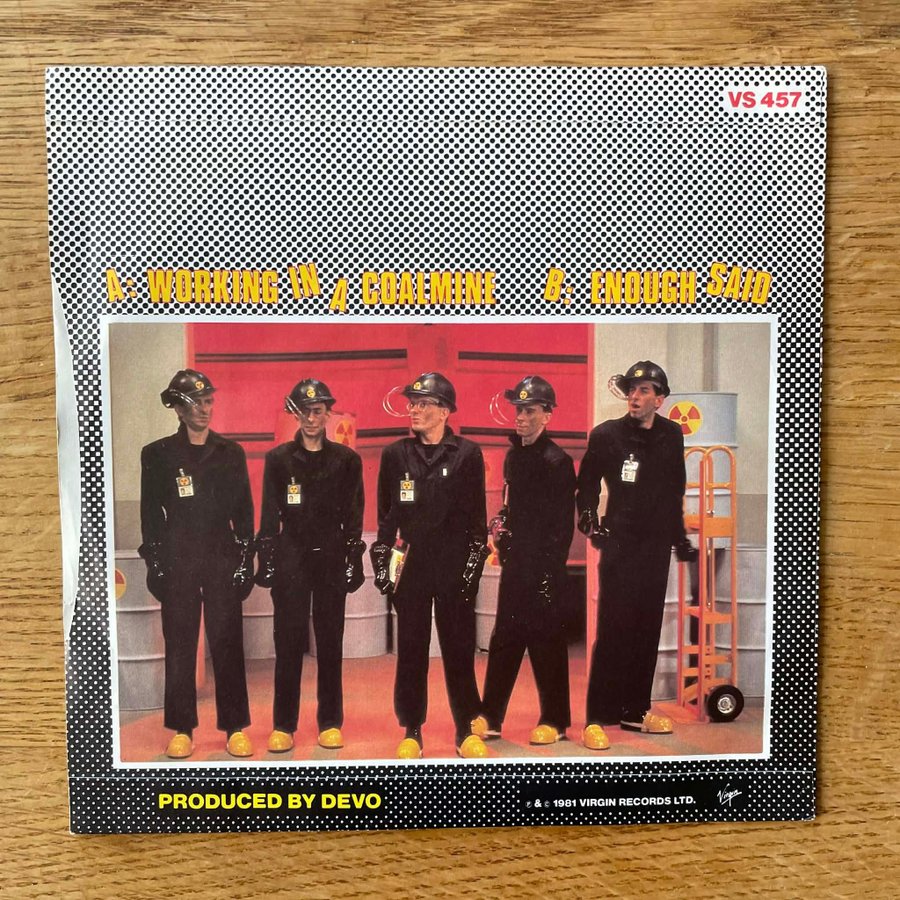 VS 457
A: WORKING IN A COALMINE B: ENOUGH SAID
PRODUCED BY DEVO
℗ & © 1981 VIRGIN RECORDS LTD.
Virgin